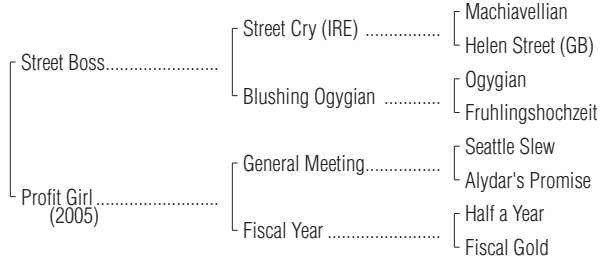 Machiavellian
Street Cry (IRE) ..................
Helen Street (GB)
Street Boss...........................
Ogygian
Blushing Ogygian .............
Fruhlingshochzeit
Seattle Slew
General Meeting..................
Alydar's Promise
Profit Girl .............................
(2005)
Half a Year
Fiscal Year ...........................
Fiscal Gold